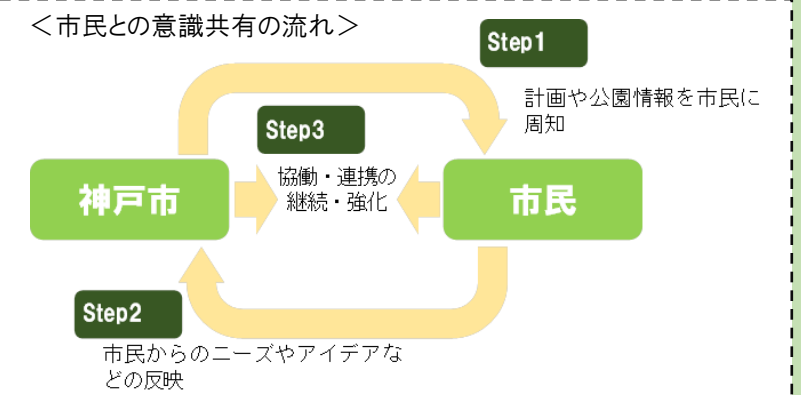 ＜市民との意識共有の流れ＞
Step1
計画や公園情報を市民に
周知
Step3
協働・連携の
継続・強化
神戸市
市民
Step2
市民からのニーズやアイデアな
どの反映